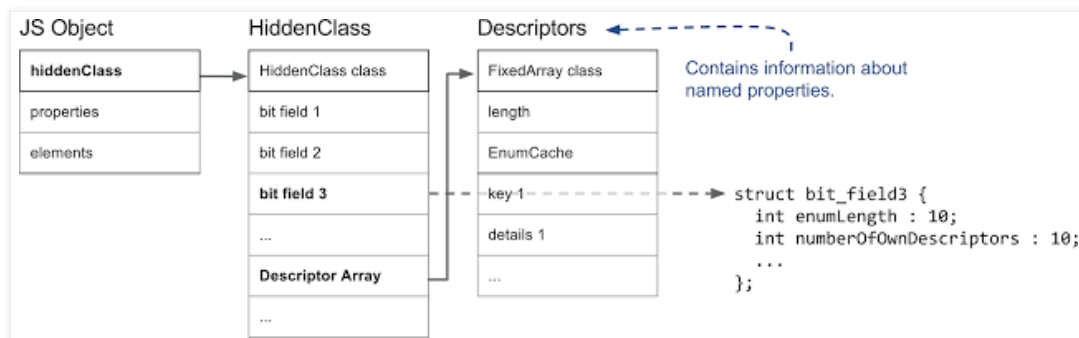 JS Object
hiddenClass
properties
elements
HiddenClass
HiddenClass class
bit field 1
bit field 2
bit field 3
...
Descriptor Array
...
Descriptors
FixedArray class
length
EnumCache
key 1
details 1
...
Contains information about
named properties.
struct bit_field3 {
int enumLength : 10;
int numberOfOwnDescriptors : 10;
...
};